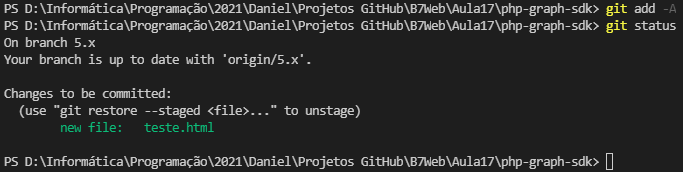 PS D:\Informática\Programação\2021\Daniel\Projetos GitHub\B7Web\Aula17\php-graph-sdk> git add -A
PS D:\Informática\Programação\2021\Daniel\Projetos GitHub\B7Web\Aula17\php-graph-sdk> git status
On branch 5.x
Your branch is up to date with 'origin/5.x'.
Changes to be committed:
(use "git restore --staged <file>..." to unstage)
new file: teste.html
PS D:\Informática\Programação\2021\Daniel\Projetos GitHub\B7Web\Aula17\php-graph-sdk>